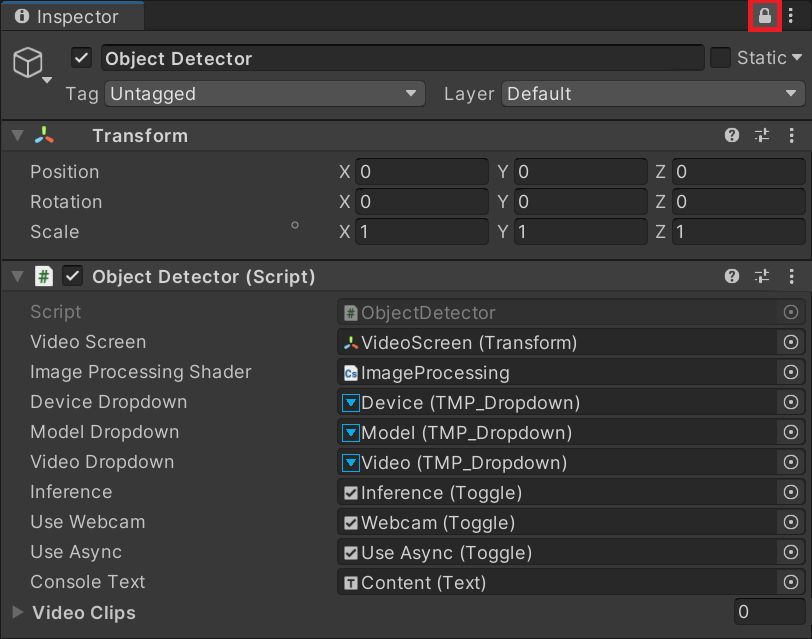 Inspector
Object Detector Static
Tag Untagged Layer Default
Transform
Position X 0 Y 0 Z 0
Rotation X 0 Y 0 Z 0
Scale X 1 Y 1 Z 1
# Object Detector (Script)
Script # ObjectDetector
Video Screen VideoScreen (Transform)
Image Processing Shader Cs ImageProcessing
Device Dropdown Device (TMP_Dropdown)
Model Dropdown Model (TMP_Dropdown)
Video Dropdown Video (TMP_Dropdown)
Inference Inference (Toggle)
Use Webcam Webcam (Toggle)
Use Async Use Async (Toggle)
Console Text T Content (Text)
Video Clips 0